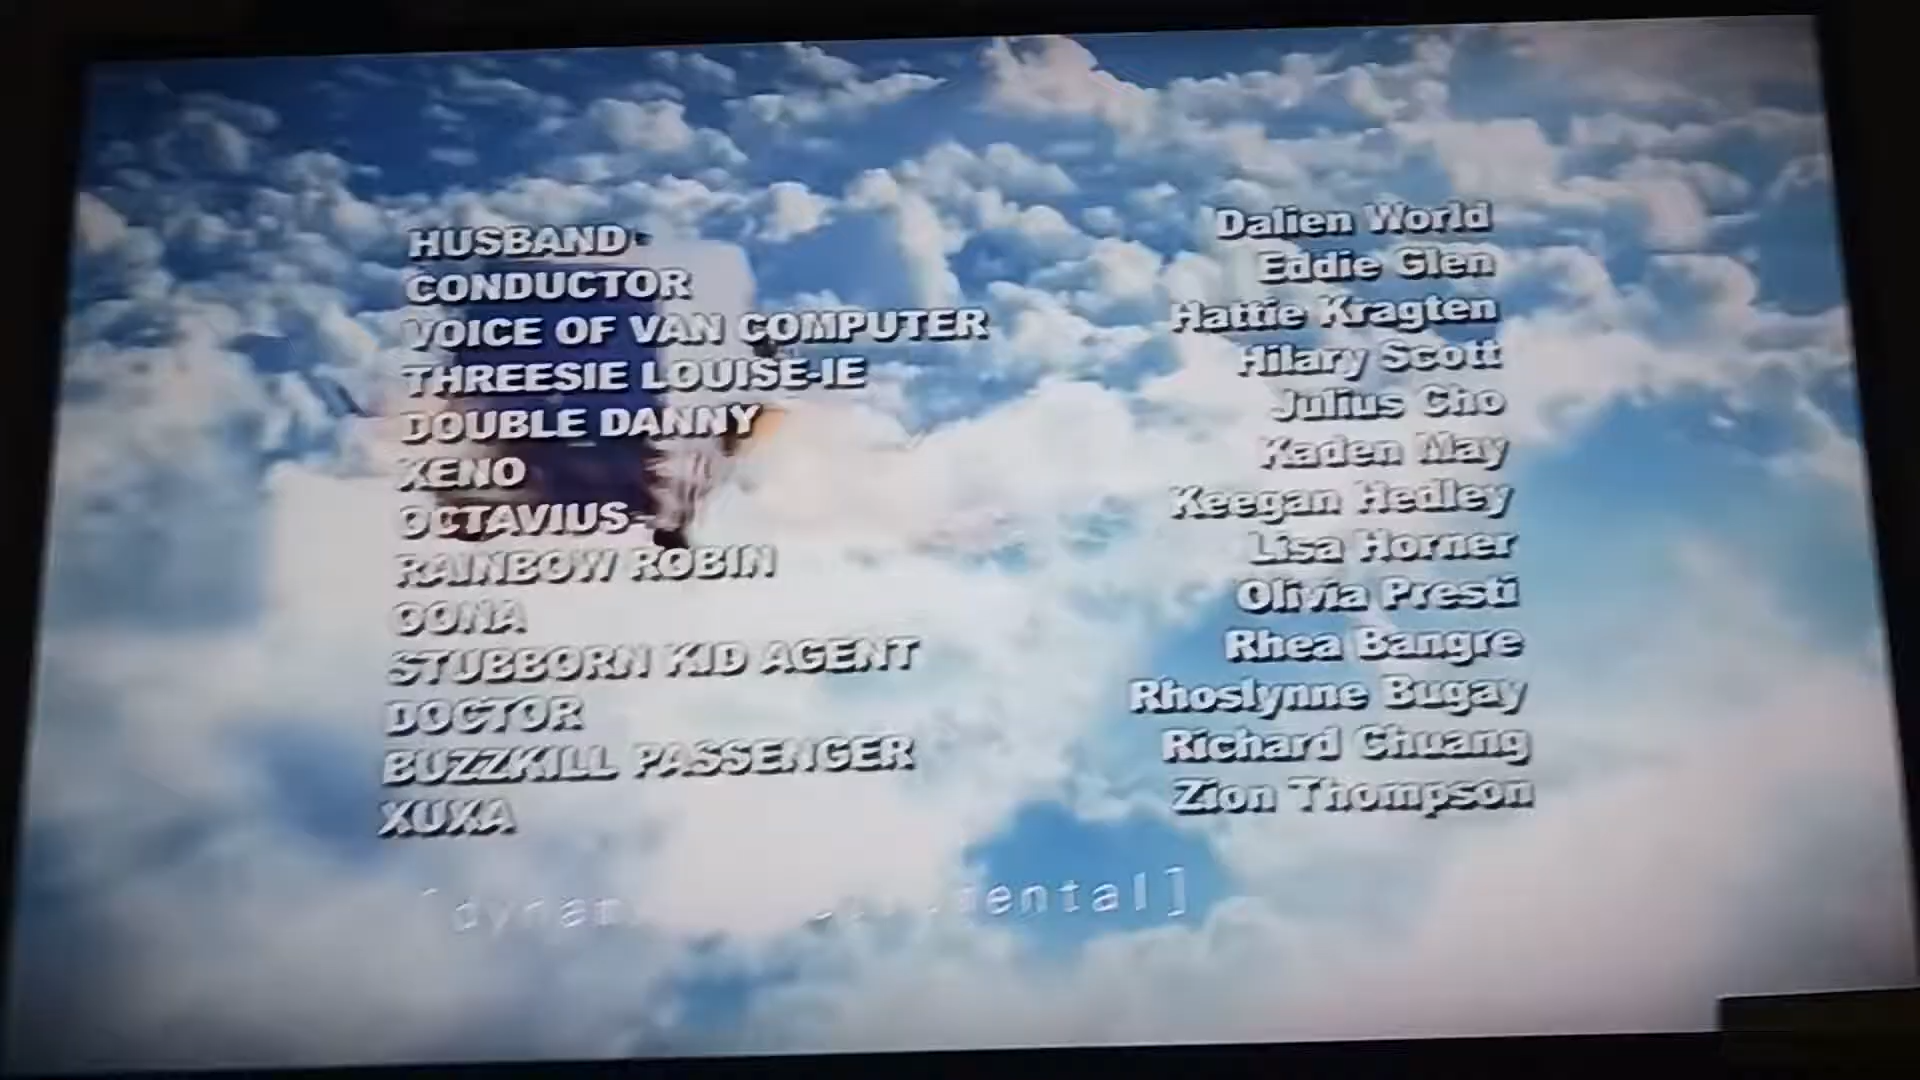 HUSBAND Dalien World
CONDUCTOR Eddie Glen
VOICE OF VAN COMPUTER Hattie Kragten
THREESIE LOUISE-IE Hilary Scott
DOUBLE DANNY Julius Cho
XENO Kaden May
OCTAVIUS Keegan Hedley
RAINBOW ROBIN Lisa Horner
OONA Olivia Presti
STUBBORN KID AGENT Rhea Bangre
DOCTOR Rhoslynne Bugay
BUZZKILL PASSENGER Richard Chuang
XUXA Zion Thompson